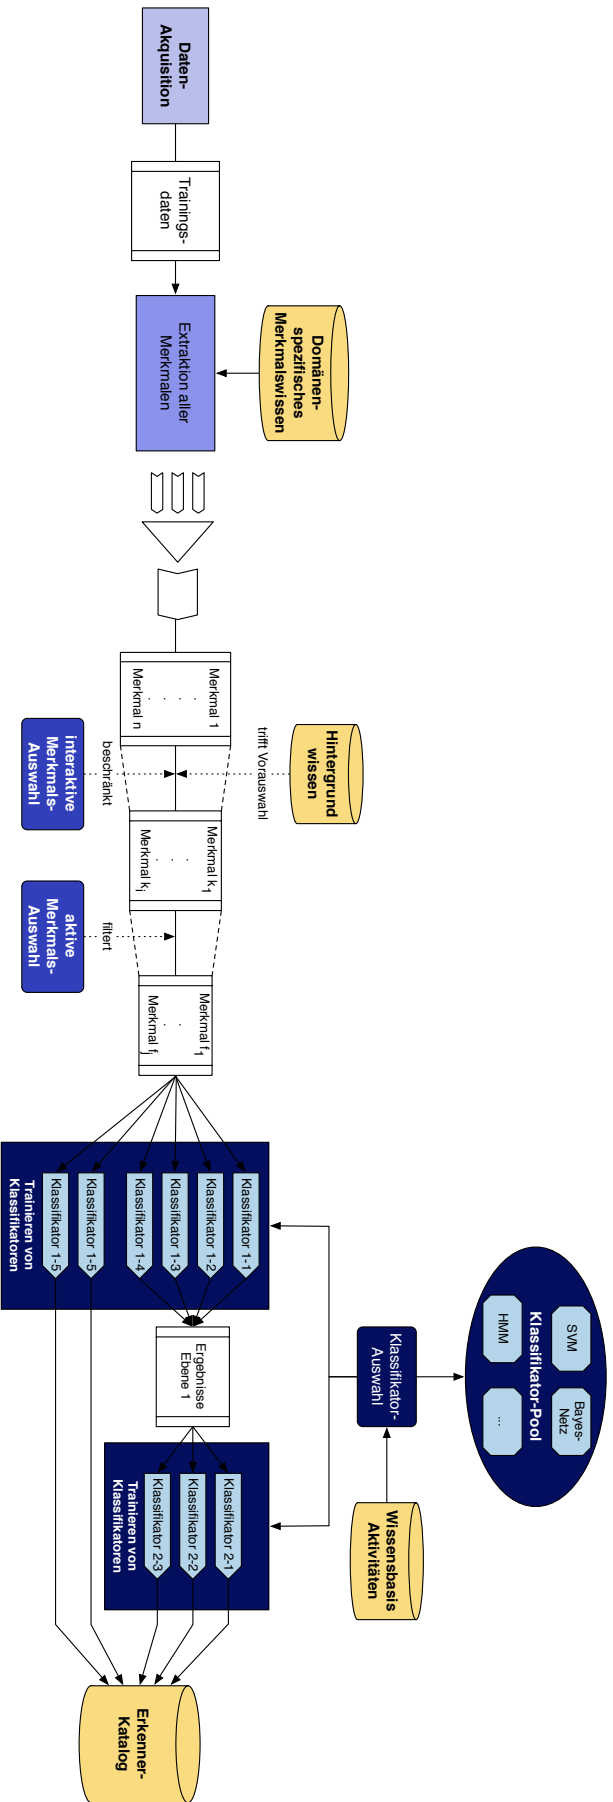 Daten-
Akquisition
Trainings-
daten
Domänen-
spezifisches
Merkmalswissen
Extraktion aller
Merkmalen
Hintergrund
wissen
trifft Vorauswahl
Merkmal 1
.
.
.
.
Merkmal n
beschränkt
interaktive
Merkmals-
Auswahl
Merkmal k1
.
.
.
Merkmal ki
filtert
aktive
Merkmals-
Auswahl
Merkmal f1
.
.
Merkmal fj
Klassifikator 1-1
Klassifikator 1-2
Klassifikator 1-3
Klassifikator 1-4
Klassifikator 1-5
Klassifikator 1-5
Trainieren von
Klassifikatoren
SVM
Bayes-
Netz
Klassifikator-Pool
HMM
...
Klassifikator-
Auswahl
Wissensbasis
Aktivitäten
Ergebnisse
Ebene 1
Klassifikator 2-1
Klassifikator 2-2
Klassifikator 2-3
Trainieren von
Klassifikatoren
Erkenner-
Katalog